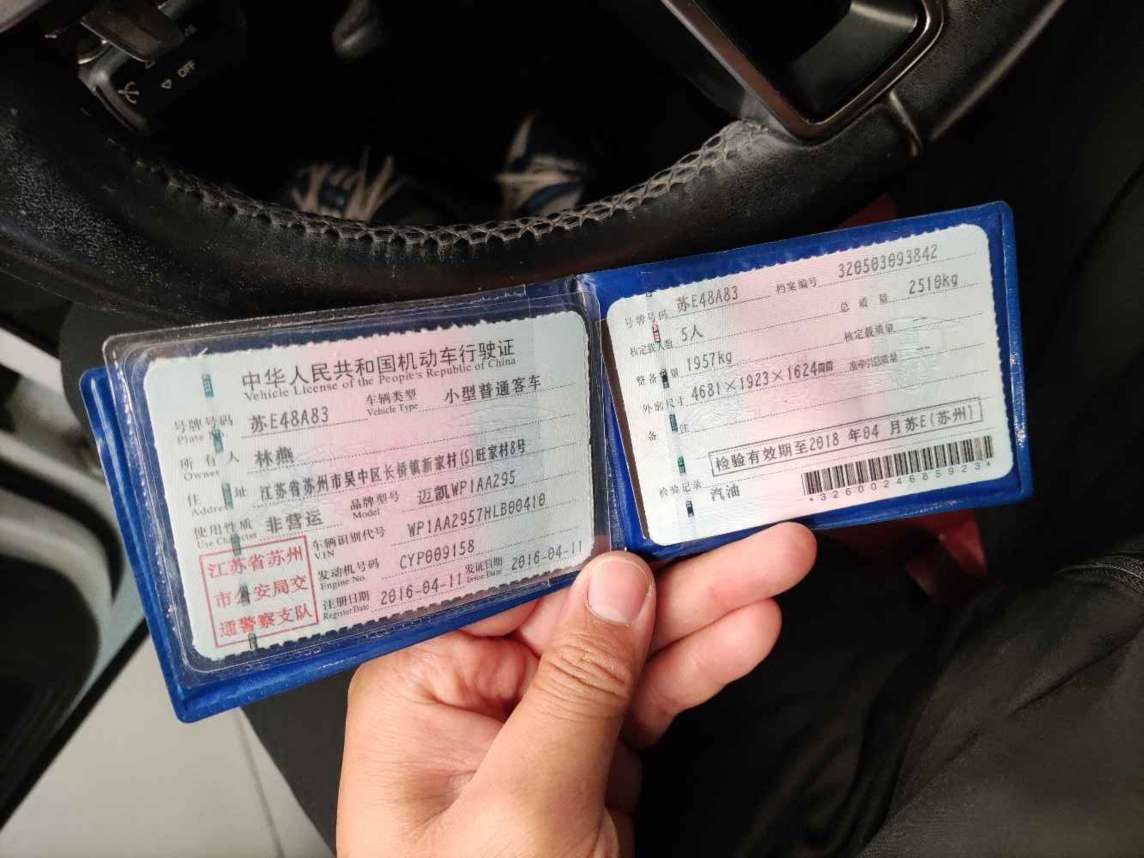 OFF
中华人民共和国机动车行驶证
Vehicle License of the People's Republic of China
号牌号码 苏E48A83 车辆类型 小型普通客车
Plate No. Vehicle Type
所有人 林燕
Owner
住址 江苏省苏州市吴中区长桥镇新家村(S)旺家村8号
Address
使用性质 非营运 品牌型号 迈凯WP1AA295
Use Character Model
江苏省苏州
市公安局交
通警察支队
车辆识别代号 WP1AA2957HLB00410
VIN
发动机号码 CYP009158
Engine No.
注册日期 2016-04-11 发证日期 2016-04-11
Register Date Issue Date
号牌号码 苏E48A83 档案编号 320503093842
核定载人数 5人 总质量 2510kg
整备质量 1957kg 核定载质量
外廓尺寸 4681×1923×1624mm 准牵引总质量
备注
检验有效期至2018年04月苏E(苏州)
检验记录 汽油
*3260024685923*